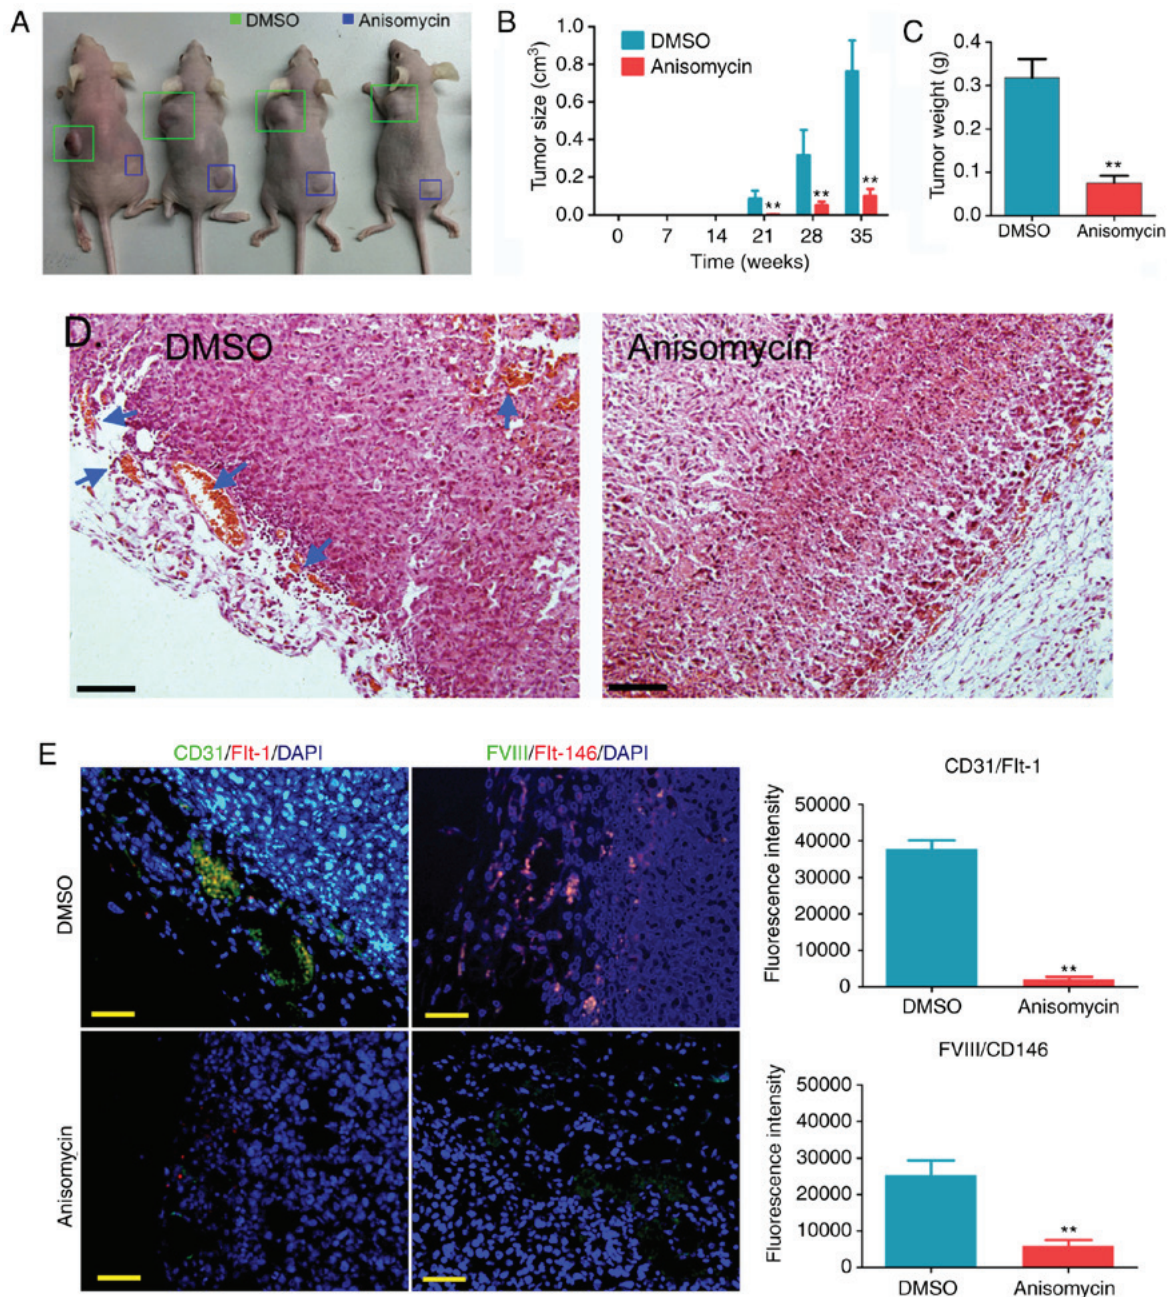 A
DMSO Anisomycin
B
DMSO
Anisomycin
Tumor size (cm³)
1.0
0.8
0.6
0.4
0.2
0.0
** ** **
0 7 14 21 28 35
Time (weeks)
C
Tumor weight (g)
0.4
0.3
0.2
0.1
0.0
**
DMSO Anisomycin
D.
DMSO
Anisomycin
E
CD31/Flt-1/DAPI
FVIII/Flt-146/DAPI
DMSO
Anisomycin
CD31/Flt-1
Fluorescence intensity
50000
40000
30000
20000
10000
0
**
DMSO Anisomycin
FVIII/CD146
Fluorescence intensity
50000
40000
30000
20000
10000
0
**
DMSO Anisomycin